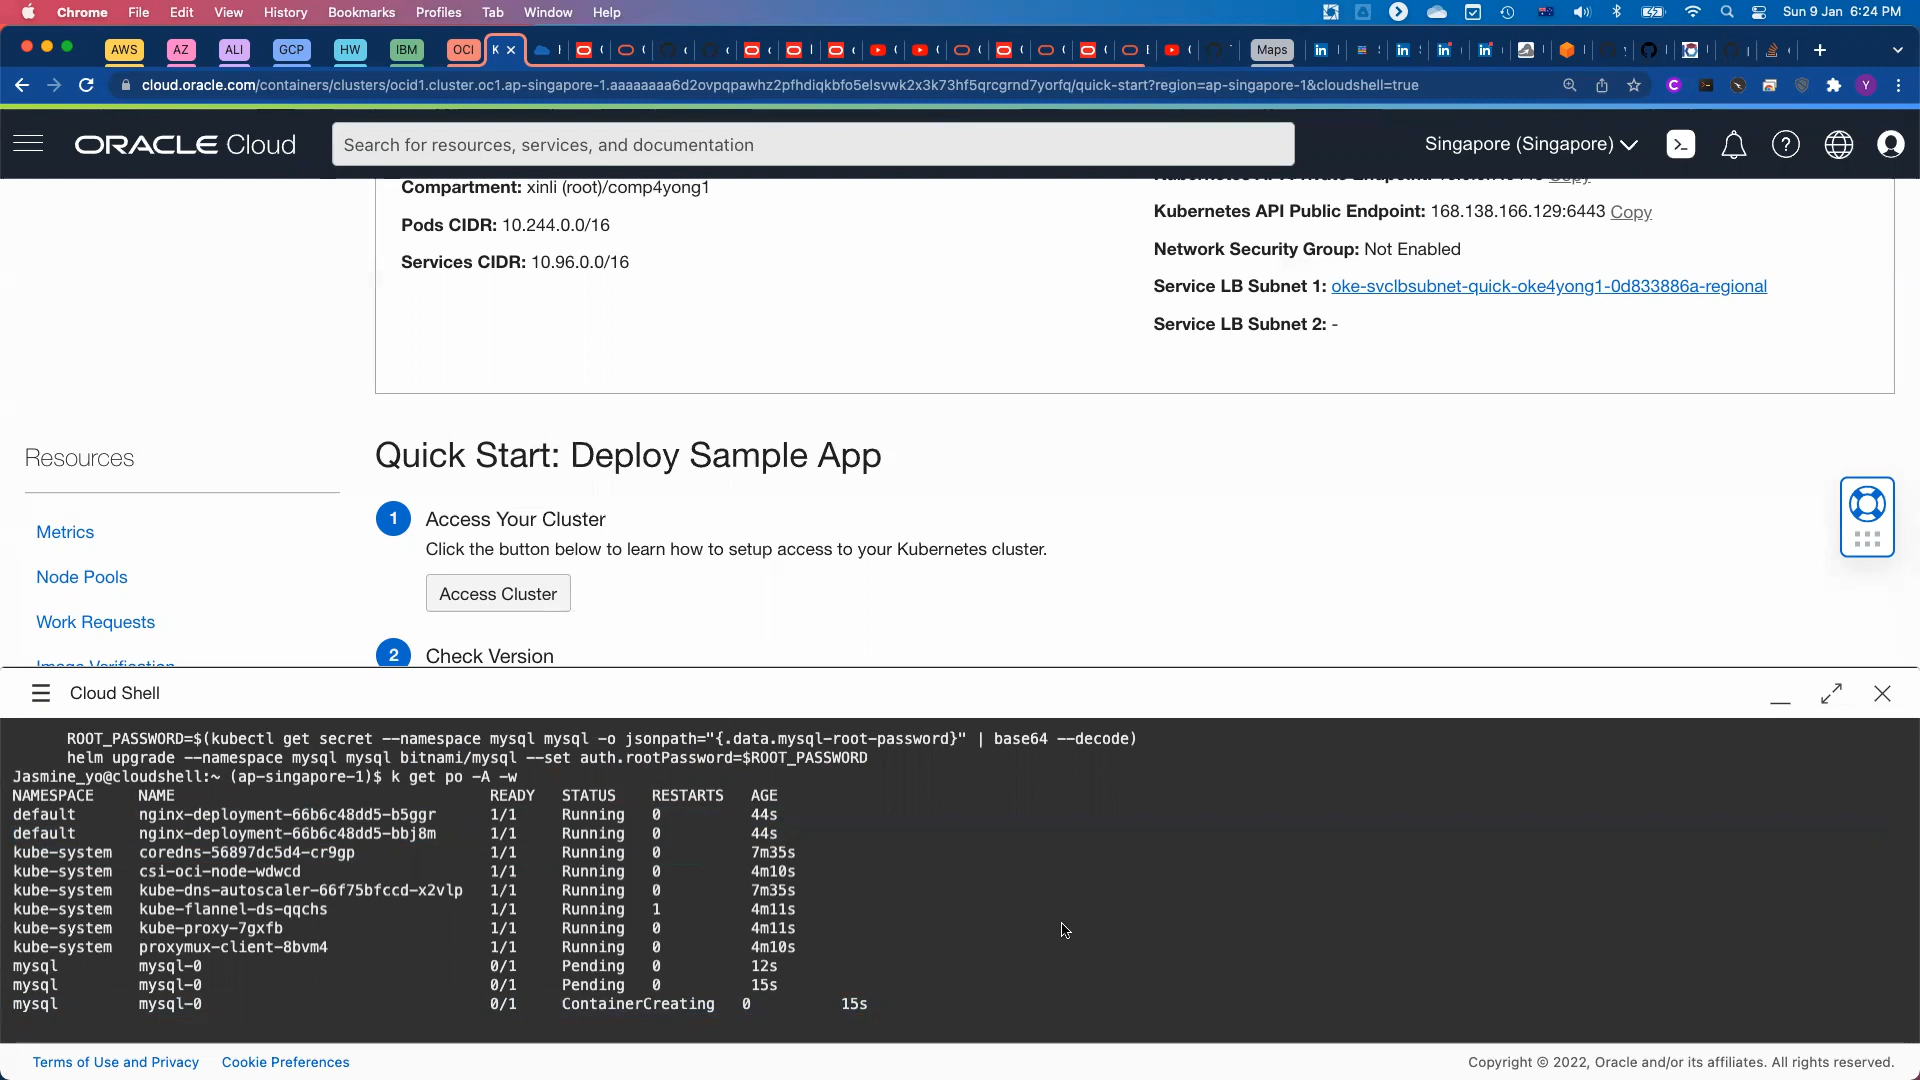 Chrome File Edit View History Bookmarks Profiles Tab Window Help Sun 9 Jan 6:24 PM
AWS AZ ALI GCP HW IBM OCI K Maps
cloud.oracle.com/containers/clusters/ocid1.cluster.oc1.ap-singapore-1.aaaaaaaa6d2ovpqpawhz2pfhdiqkbfo5elsvwk2x3k73hf5qrcgrnd7yorfq/quick-start?region=ap-singapore-1&cloudshell=true
ORACLE Cloud
Search for resources, services, and documentation
Singapore (Singapore)
Compartment: xinli (root)/comp4yong1
Pods CIDR: 10.244.0.0/16
Services CIDR: 10.96.0.0/16
Kubernetes API Public Endpoint: 168.138.166.129:6443 Copy
Network Security Group: Not Enabled
Service LB Subnet 1: oke-svclbsubnet-quick-oke4yong1-0d833886a-regional
Service LB Subnet 2: -
Resources
Metrics
Node Pools
Work Requests
Quick Start: Deploy Sample App
1 Access Your Cluster
Click the button below to learn how to setup access to your Kubernetes cluster.
Access Cluster
2 Check Version
Cloud Shell
ROOT_PASSWORD=$(kubectl get secret --namespace mysql mysql -o jsonpath="{.data.mysql-root-password}" | base64 --decode)
helm upgrade --namespace mysql mysql bitnami/mysql --set auth.rootPassword=$ROOT_PASSWORD
Jasmine_yo@cloudshell:~ (ap-singapore-1)$ k get po -A -w
NAMESPACE NAME READY STATUS RESTARTS AGE
default nginx-deployment-66b6c48dd5-b5ggr 1/1 Running 0 44s
default nginx-deployment-66b6c48dd5-bbj8m 1/1 Running 0 44s
kube-system coredns-56897dc5d4-cr9gp 1/1 Running 0 7m35s
kube-system csi-oci-node-wdwcd 1/1 Running 0 4m10s
kube-system kube-dns-autoscaler-66f75bfccd-x2vlp 1/1 Running 0 7m35s
kube-system kube-flannel-ds-qqchs 1/1 Running 1 4m11s
kube-system kube-proxy-7gxfb 1/1 Running 0 4m11s
kube-system proxymux-client-8bvm4 1/1 Running 0 4m10s
mysql mysql-0 0/1 Pending 0 12s
mysql mysql-0 0/1 Pending 0 15s
mysql mysql-0 0/1 ContainerCreating 0 15s
Terms of Use and Privacy Cookie Preferences
Copyright © 2022, Oracle and/or its affiliates. All rights reserved.